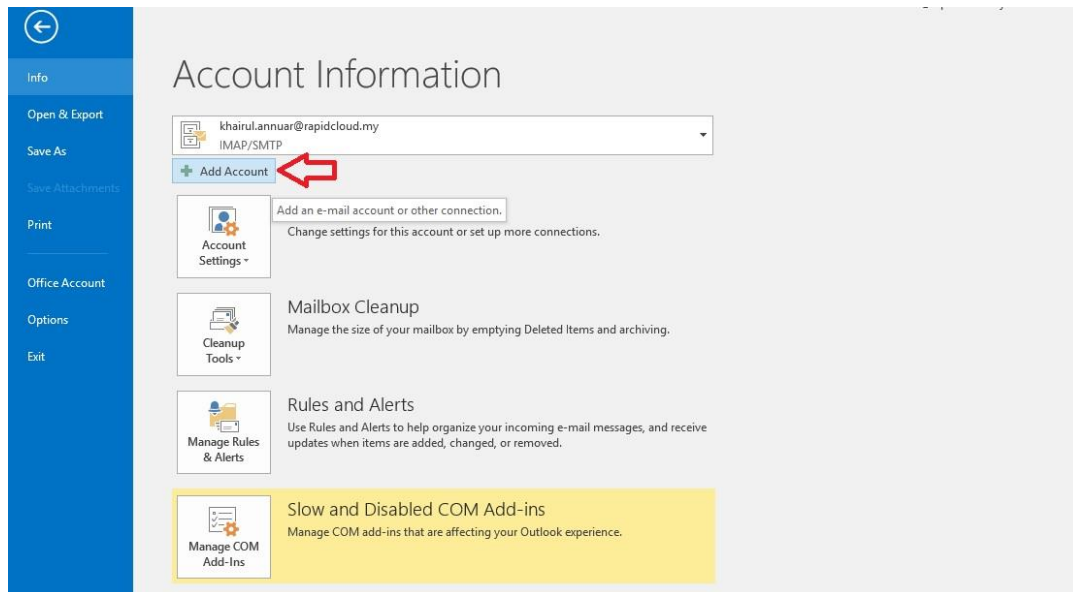 Info
Open & Export
Save As
Save Attachments
Print
Office Account
Options
Exit
Account Information
khairul.annuar@rapidcloud.my
IMAP/SMTP
Add Account
Add an e-mail account or other connection.
Account
Settings
Change settings for this account or set up more connections.
Cleanup
Tools
Mailbox Cleanup
Manage the size of your mailbox by emptying Deleted Items and archiving.
Manage Rules
& Alerts
Rules and Alerts
Use Rules and Alerts to help organize your incoming e-mail messages, and receive
updates when items are added, changed, or removed.
Manage COM
Add-Ins
Slow and Disabled COM Add-ins
Manage COM add-ins that are affecting your Outlook experience.